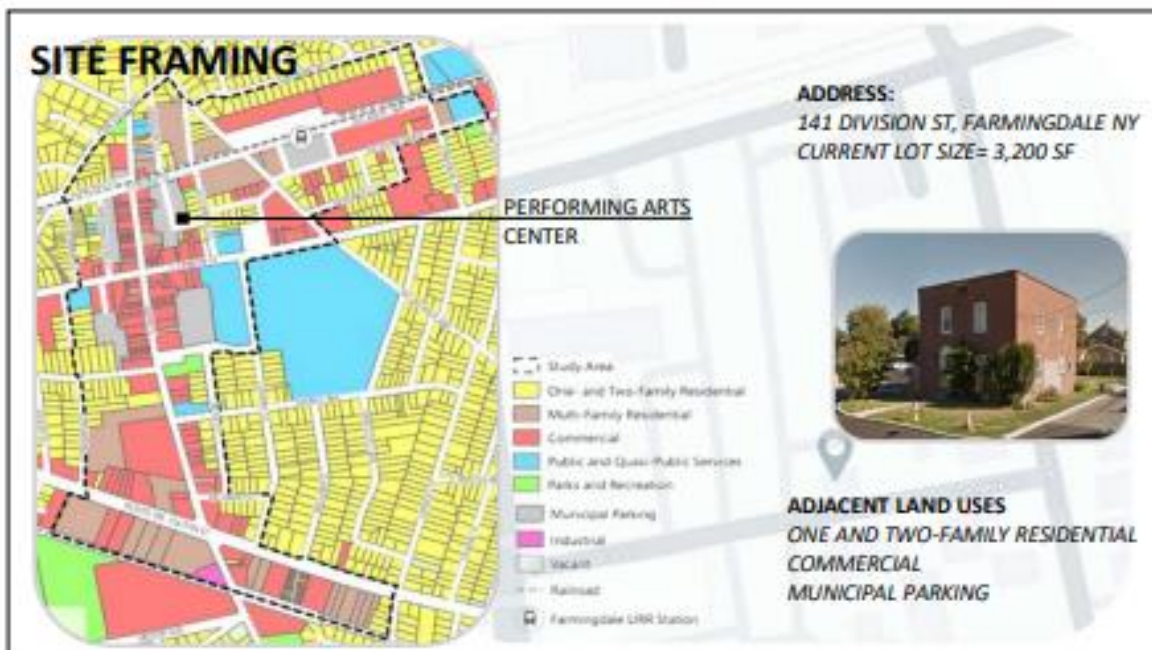 SITE FRAMING
ADDRESS:
141 DIVISION ST, FARMINGDALE NY
CURRENT LOT SIZE= 3,200 SF
PERFORMING ARTS
CENTER
Study Area
One- and Two-Family Residential
Multi-Family Residential
Commercial
Public and Quasi-Public Services
Parks and Recreation
Municipal Parking
Industrial
Vacant
Railroad
Farmingdale LIRR Station
ADJACENT LAND USES
ONE AND TWO-FAMILY RESIDENTIAL
COMMERCIAL
MUNICIPAL PARKING